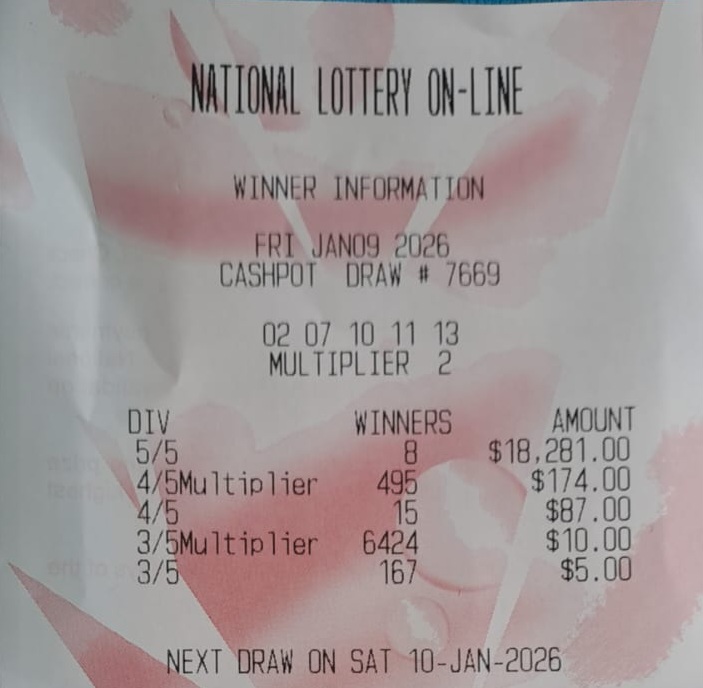 NATIONAL LOTTERY ON-LINE
WINNER INFORMATION
FRI JAN09 2026
CASHPOT DRAW # 7669
02 07 10 11 13
MULTIPLIER 2
DIV WINNERS AMOUNT
5/5 8 $18,281.00
4/5Multiplier 495 $174.00
4/5 15 $87.00
3/5Multiplier 6424 $10.00
3/5 167 $5.00
NEXT DRAW ON SAT 10-JAN-2026